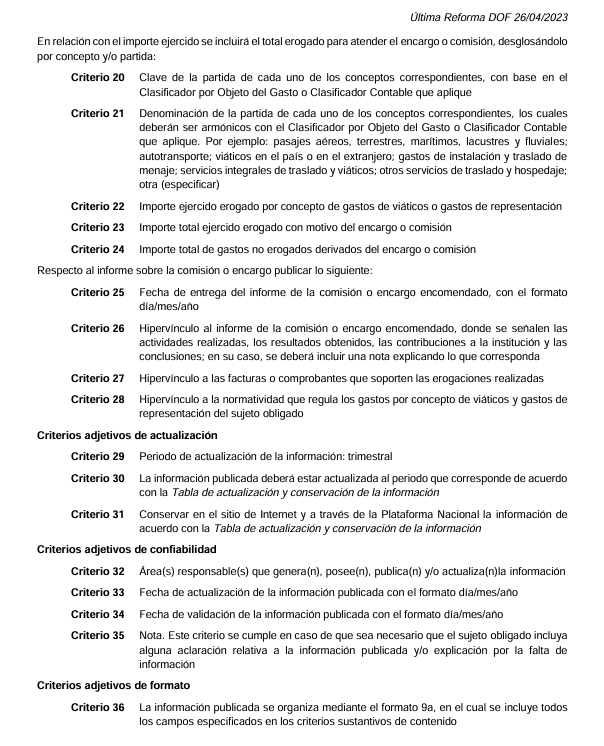 Última Reforma DOF 26/04/2023
En relación con el importe ejercido se incluirá el total erogado para atender el encargo o comisión, desglosándolo
por concepto y/o partida:
Criterio 20 Clave de la partida de cada uno de los conceptos correspondientes, con base en el
Clasificador por Objeto del Gasto o Clasificador Contable que aplique
Criterio 21 Denominación de la partida de cada uno de los conceptos correspondientes, los cuales
deberán ser armónicos con el Clasificador por Objeto del Gasto o Clasificador Contable
que aplique. Por ejemplo: pasajes aéreos, terrestres, marítimos, lacustres y fluviales;
autotransporte; viáticos en el país o en el extranjero; gastos de instalación y traslado de
menaje; servicios integrales de traslado y viáticos; otros servicios de traslado y hospedaje;
otra (especificar)
Criterio 22 Importe ejercido erogado por concepto de gastos de viáticos o gastos de representación
Criterio 23 Importe total ejercido erogado con motivo del encargo o comisión
Criterio 24 Importe total de gastos no erogados derivados del encargo o comisión
Respecto al informe sobre la comisión o encargo publicar lo siguiente:
Criterio 25 Fecha de entrega del informe de la comisión o encargo encomendado, con el formato
día/mes/año
Criterio 26 Hipervínculo al informe de la comisión o encargo encomendado, donde se señalen las
actividades realizadas, los resultados obtenidos, las contribuciones a la institución y las
conclusiones; en su caso, se deberá incluir una nota explicando lo que corresponda
Criterio 27 Hipervínculo a las facturas o comprobantes que soporten las erogaciones realizadas
Criterio 28 Hipervínculo a la normatividad que regula los gastos por concepto de viáticos y gastos de
representación del sujeto obligado
Criterios adjetivos de actualización
Criterio 29 Periodo de actualización de la información: trimestral
Criterio 30 La información publicada deberá estar actualizada al periodo que corresponde de acuerdo
con la Tabla de actualización y conservación de la información
Criterio 31 Conservar en el sitio de Internet y a través de la Plataforma Nacional la información de
acuerdo con la Tabla de actualización y conservación de la información
Criterios adjetivos de confiabilidad
Criterio 32 Área(s) responsable(s) que genera(n), posee(n), publica(n) y/o actualiza(n)la información
Criterio 33 Fecha de actualización de la información publicada con el formato día/mes/año
Criterio 34 Fecha de validación de la información publicada con el formato día/mes/año
Criterio 35 Nota. Este criterio se cumple en caso de que sea necesario que el sujeto obligado incluya
alguna aclaración relativa a la información publicada y/o explicación por la falta de
información
Criterios adjetivos de formato
Criterio 36 La información publicada se organiza mediante el formato 9a, en el cual se incluye todos
los campos especificados en los criterios sustantivos de contenido